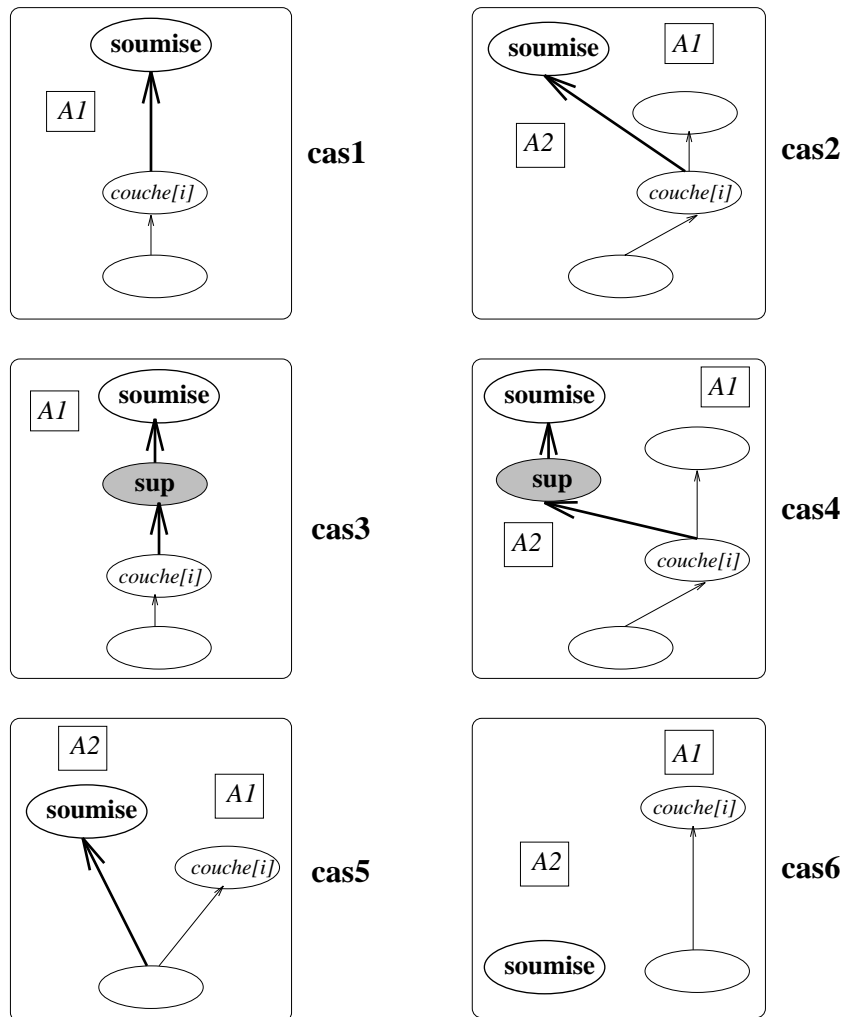 soumise
A1
couche[i]
cas1
soumise
A1
A2
couche[i]
cas2
soumise
A1
sup
couche[i]
cas3
soumise
A1
sup
A2
couche[i]
cas4
A2
soumise
A1
couche[i]
cas5
A1
couche[i]
A2
soumise
cas6